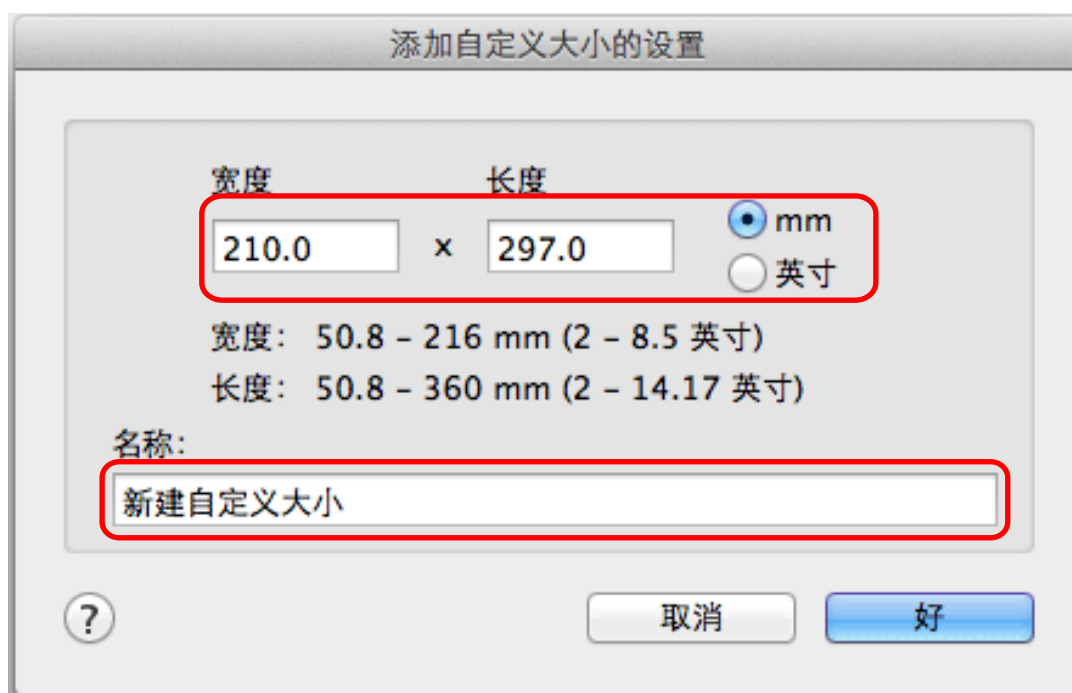 添加自定义大小的设置
宽度 长度
210.0 x 297.0 mm
英寸
宽度: 50.8 – 216 mm (2 – 8.5 英寸)
长度: 50.8 – 360 mm (2 – 14.17 英寸)
名称:
新建自定义大小
? 取消 好